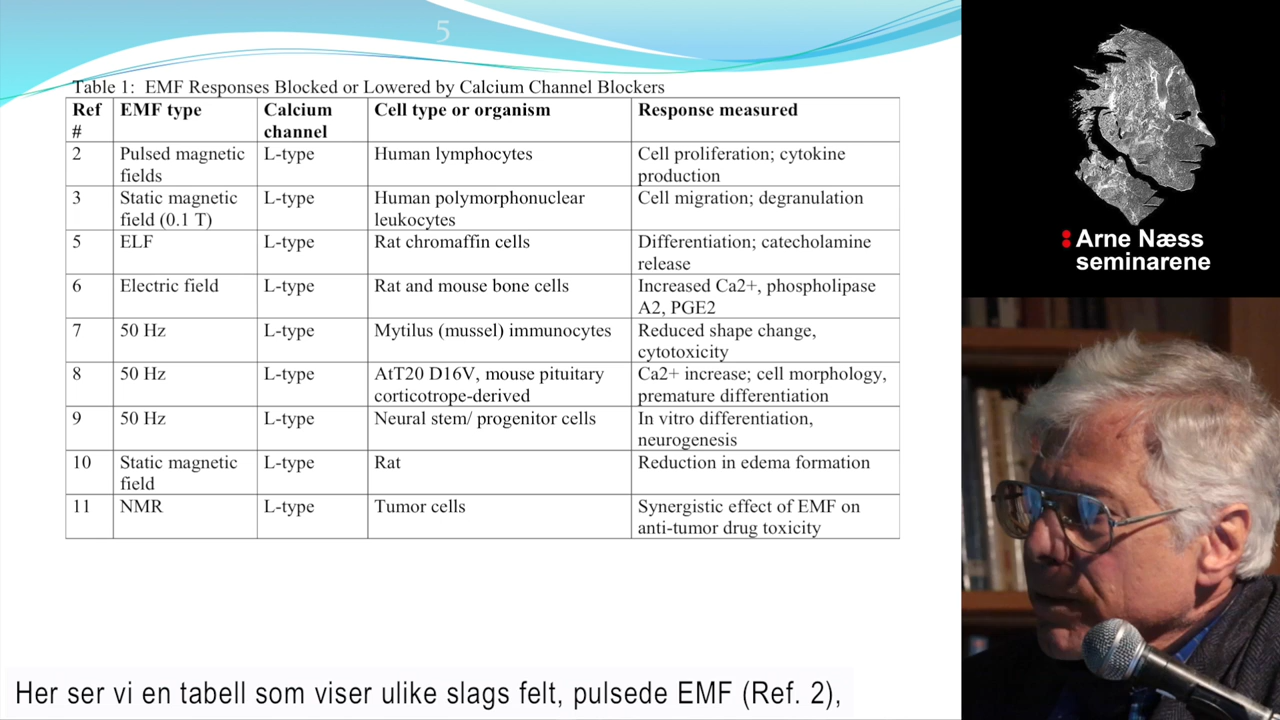 5
Table 1: EMF Responses Blocked or Lowered by Calcium Channel Blockers
Ref # EMF type Calcium channel Cell type or organism Response measured
2 Pulsed magnetic fields L-type Human lymphocytes Cell proliferation; cytokine production
3 Static magnetic field (0.1 T) L-type Human polymorphonuclear leukocytes Cell migration; degranulation
5 ELF L-type Rat chromaffin cells Differentiation; catecholamine release
6 Electric field L-type Rat and mouse bone cells Increased Ca2+, phospholipase A2, PGE2
7 50 Hz L-type Mytilus (mussel) immunocytes Reduced shape change, cytotoxicity
8 50 Hz L-type AtT20 D16V, mouse pituitary corticotrope-derived Ca2+ increase; cell morphology, premature differentiation
9 50 Hz L-type Neural stem/ progenitor cells In vitro differentiation, neurogenesis
10 Static magnetic field L-type Rat Reduction in edema formation
11 NMR L-type Tumor cells Synergistic effect of EMF on anti-tumor drug toxicity
Arne Næss
seminarene
Her ser vi en tabell som viser ulike slags felt, pulsede EMF (Ref. 2),